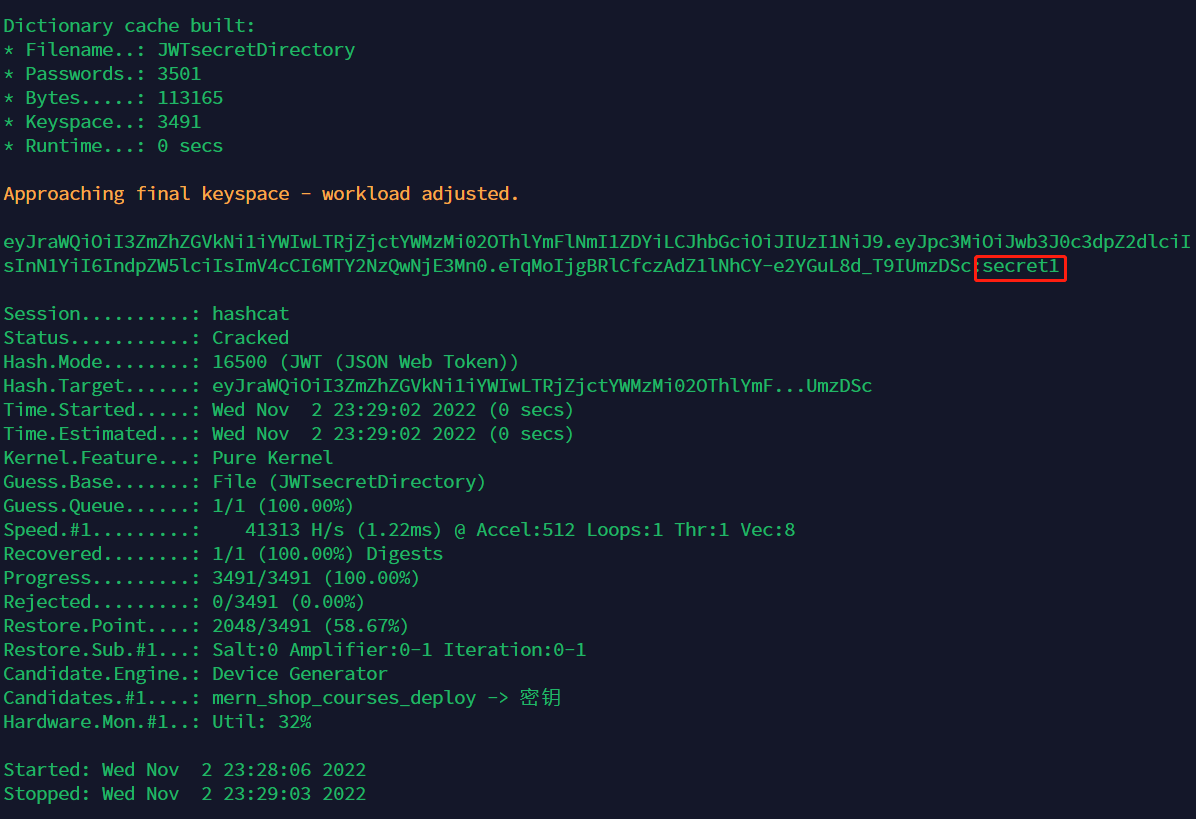 Dictionary cache built:
* Filename..: JWTsecretDirectory
* Passwords.: 3501
* Bytes.....: 113165
* Keyspace..: 3491
* Runtime...: 0 secs
Approaching final keyspace - workload adjusted.
eyJraWQiOiI3ZmZhZGVkNi1iYWIwLTRjZjctYWMzMi02OThlYmFlNmI1ZDYiLCJhbGciOiJIUzI1NiJ9.eyJpc3MiOiJwb3J0c3dpZ2dlciI
sInN1YiI6IndpZW5lciIsImV4cCI6MTY2NzQwNjE3Mn0.eTqMoIjgBRlCfczAdZ1lNhCY-e2YGuL8d_T9IUmzDSc:secret1
Session..........: hashcat
Status...........: Cracked
Hash.Mode........: 16500 (JWT (JSON Web Token))
Hash.Target......: eyJraWQiOiI3ZmZhZGVkNi1iYWIwLTRjZjctYWMzMi02OThlYmF...UmzDSc
Time.Started.....: Wed Nov  2 23:29:02 2022 (0 secs)
Time.Estimated...: Wed Nov  2 23:29:02 2022 (0 secs)
Kernel.Feature...: Pure Kernel
Guess.Base.......: File (JWTsecretDirectory)
Guess.Queue......: 1/1 (100.00%)
Speed.#1.........:    41313 H/s (1.22ms) @ Accel:512 Loops:1 Thr:1 Vec:8
Recovered........: 1/1 (100.00%) Digests
Progress.........: 3491/3491 (100.00%)
Rejected.........: 0/3491 (0.00%)
Restore.Point....: 2048/3491 (58.67%)
Restore.Sub.#1...: Salt:0 Amplifier:0-1 Iteration:0-1
Candidate.Engine.: Device Generator
Candidates.#1....: mern_shop_courses_deploy -> 密钥
Hardware.Mon.#1..: Util: 32%
Started: Wed Nov  2 23:28:06 2022
Stopped: Wed Nov  2 23:29:03 2022